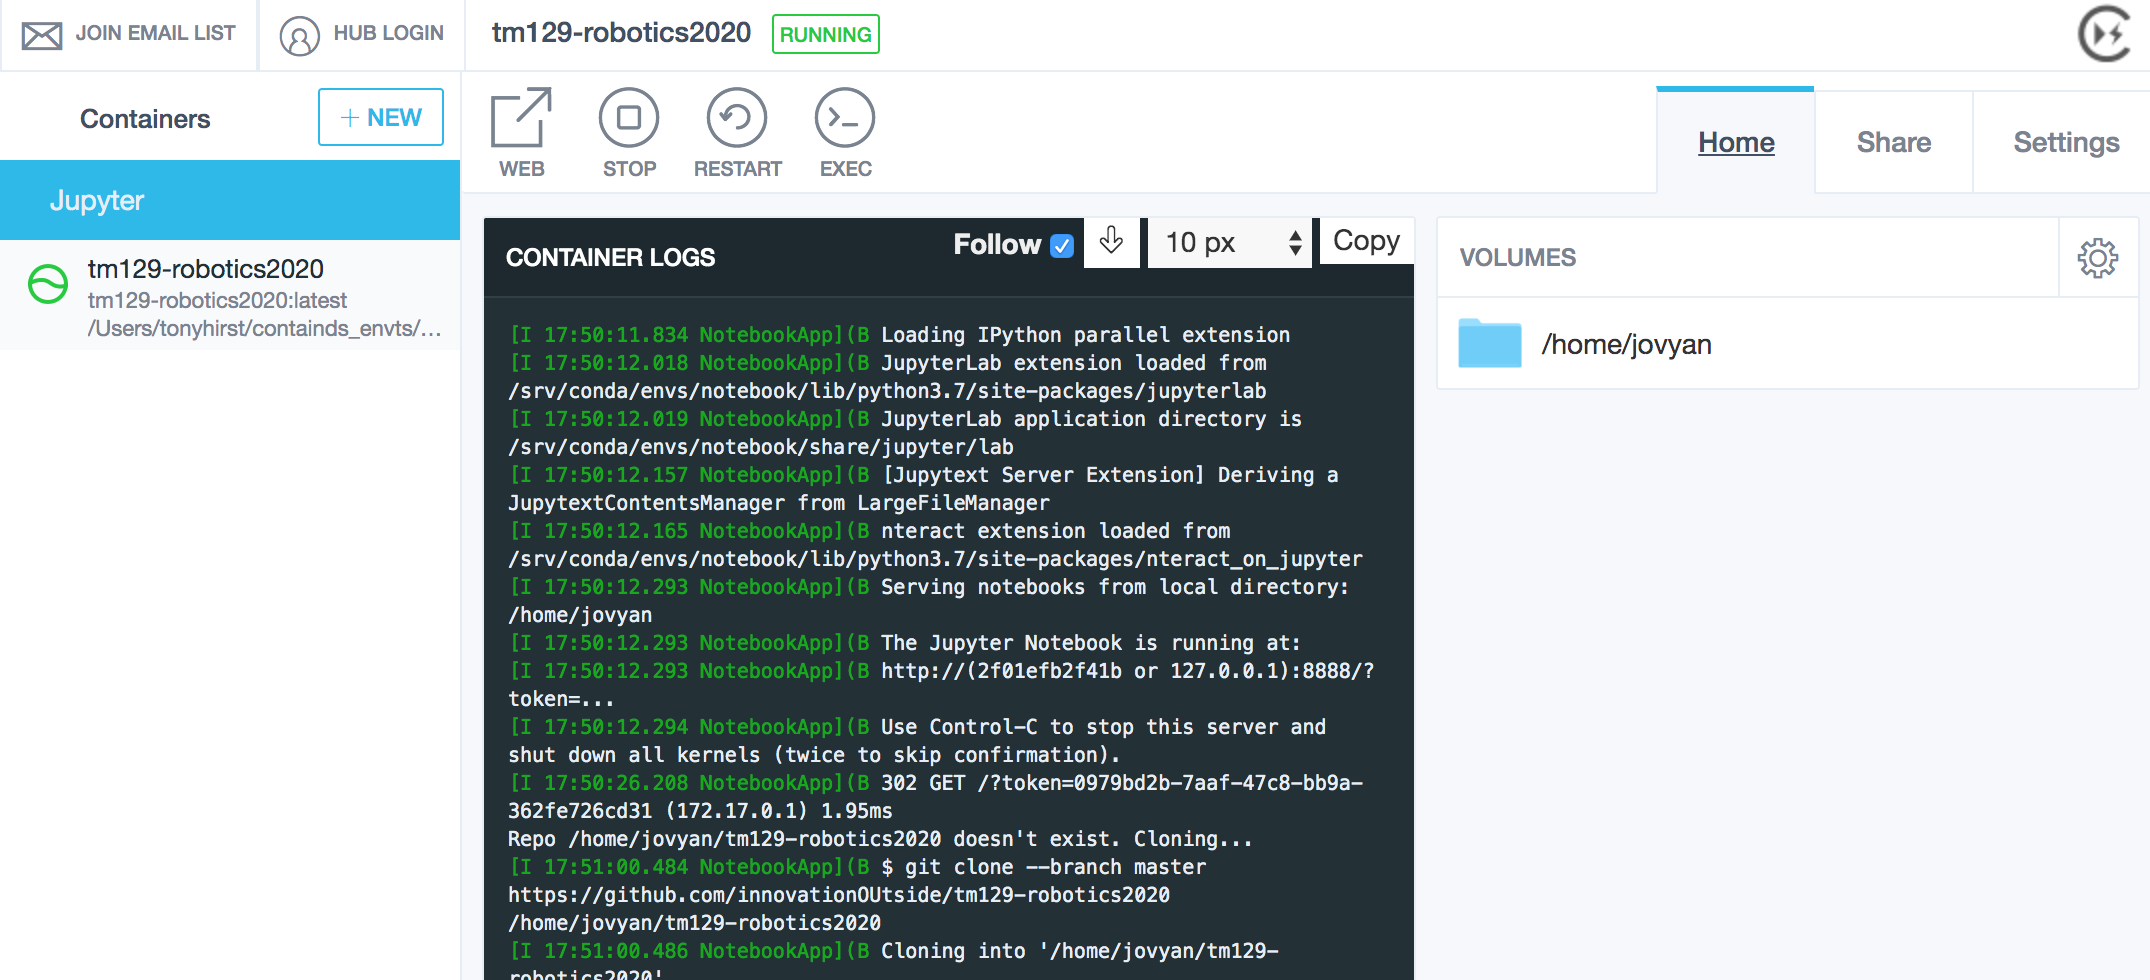 JOIN EMAIL LIST
HUB LOGIN
tm129-robotics2020
RUNNING
Containers
+ NEW
WEB
STOP
RESTART
EXEC
Home
Share
Settings
Jupyter
tm129-robotics2020
tm129-robotics2020:latest
/Users/tonyhirst/containds_envts/...
CONTAINER LOGS
Follow
10 px
Copy
[I 17:50:11.834 NotebookApp](B Loading IPython parallel extension
[I 17:50:12.018 NotebookApp](B JupyterLab extension loaded from
/srv/conda/envs/notebook/lib/python3.7/site-packages/jupyterlab
[I 17:50:12.019 NotebookApp](B JupyterLab application directory is
/srv/conda/envs/notebook/share/jupyter/lab
[I 17:50:12.157 NotebookApp](B [Jupytext Server Extension] Deriving a
JupytextContentsManager from LargeFileManager
[I 17:50:12.165 NotebookApp](B nteract extension loaded from
/srv/conda/envs/notebook/lib/python3.7/site-packages/nteract_on_jupyter
[I 17:50:12.293 NotebookApp](B Serving notebooks from local directory:
/home/jovyan
[I 17:50:12.293 NotebookApp](B The Jupyter Notebook is running at:
[I 17:50:12.293 NotebookApp](B http://(2f01efb2f41b or 127.0.0.1):8888/?
token=...
[I 17:50:12.294 NotebookApp](B Use Control-C to stop this server and
shut down all kernels (twice to skip confirmation).
[I 17:50:26.208 NotebookApp](B 302 GET /?token=0979bd2b-7aaf-47c8-bb9a-
362fe726cd31 (172.17.0.1) 1.95ms
Repo /home/jovyan/tm129-robotics2020 doesn't exist. Cloning...
[I 17:51:00.484 NotebookApp](B $ git clone --branch master
https://github.com/innovationOUtside/tm129-robotics2020
/home/jovyan/tm129-robotics2020
[I 17:51:00.486 NotebookApp](B Cloning into '/home/jovyan/tm129-
robotics2020'
VOLUMES
/home/jovyan